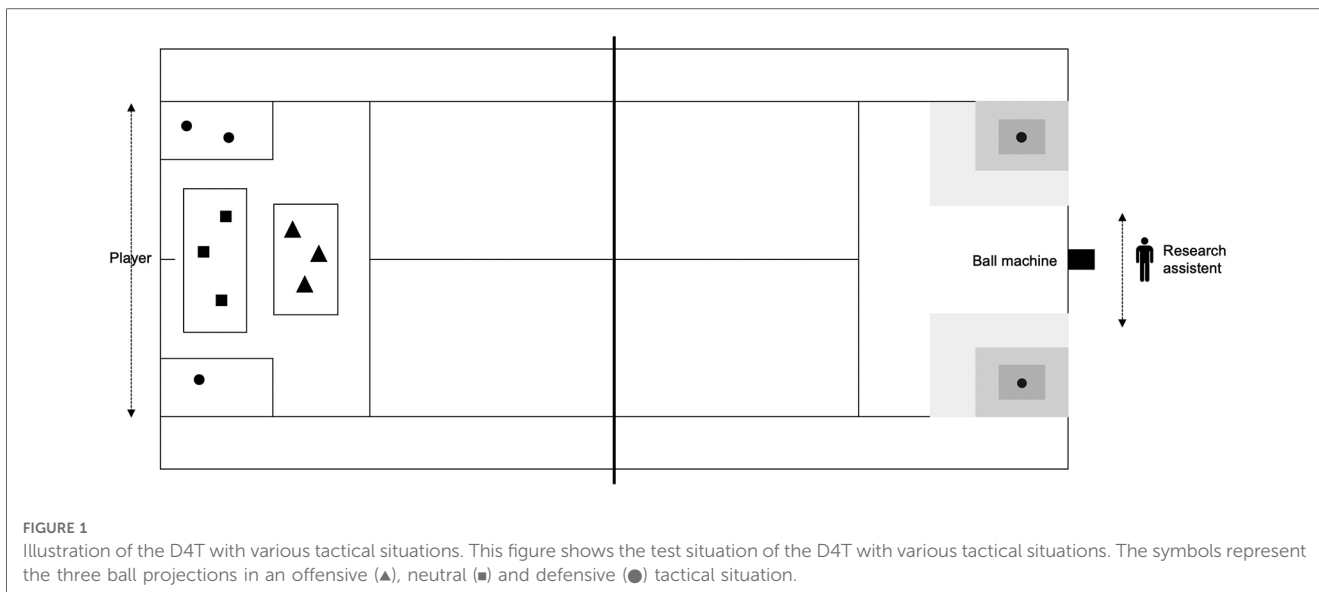 Player
Ball machine
Research
assistent
FIGURE 1
Illustration of the D4T with various tactical situations. This figure shows the test situation of the D4T with various tactical situations. The symbols represent
the three ball projections in an offensive (▲), neutral (■) and defensive (●) tactical situation.